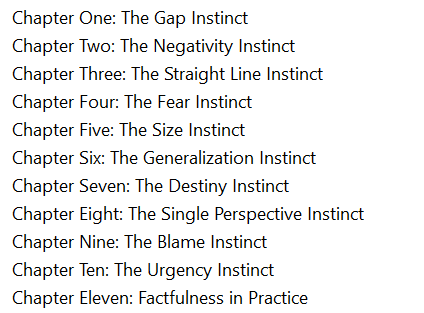 Chapter One: The Gap Instinct
Chapter Two: The Negativity Instinct
Chapter Three: The Straight Line Instinct
Chapter Four: The Fear Instinct
Chapter Five: The Size Instinct
Chapter Six: The Generalization Instinct
Chapter Seven: The Destiny Instinct
Chapter Eight: The Single Perspective Instinct
Chapter Nine: The Blame Instinct
Chapter Ten: The Urgency Instinct
Chapter Eleven: Factfulness in Practice